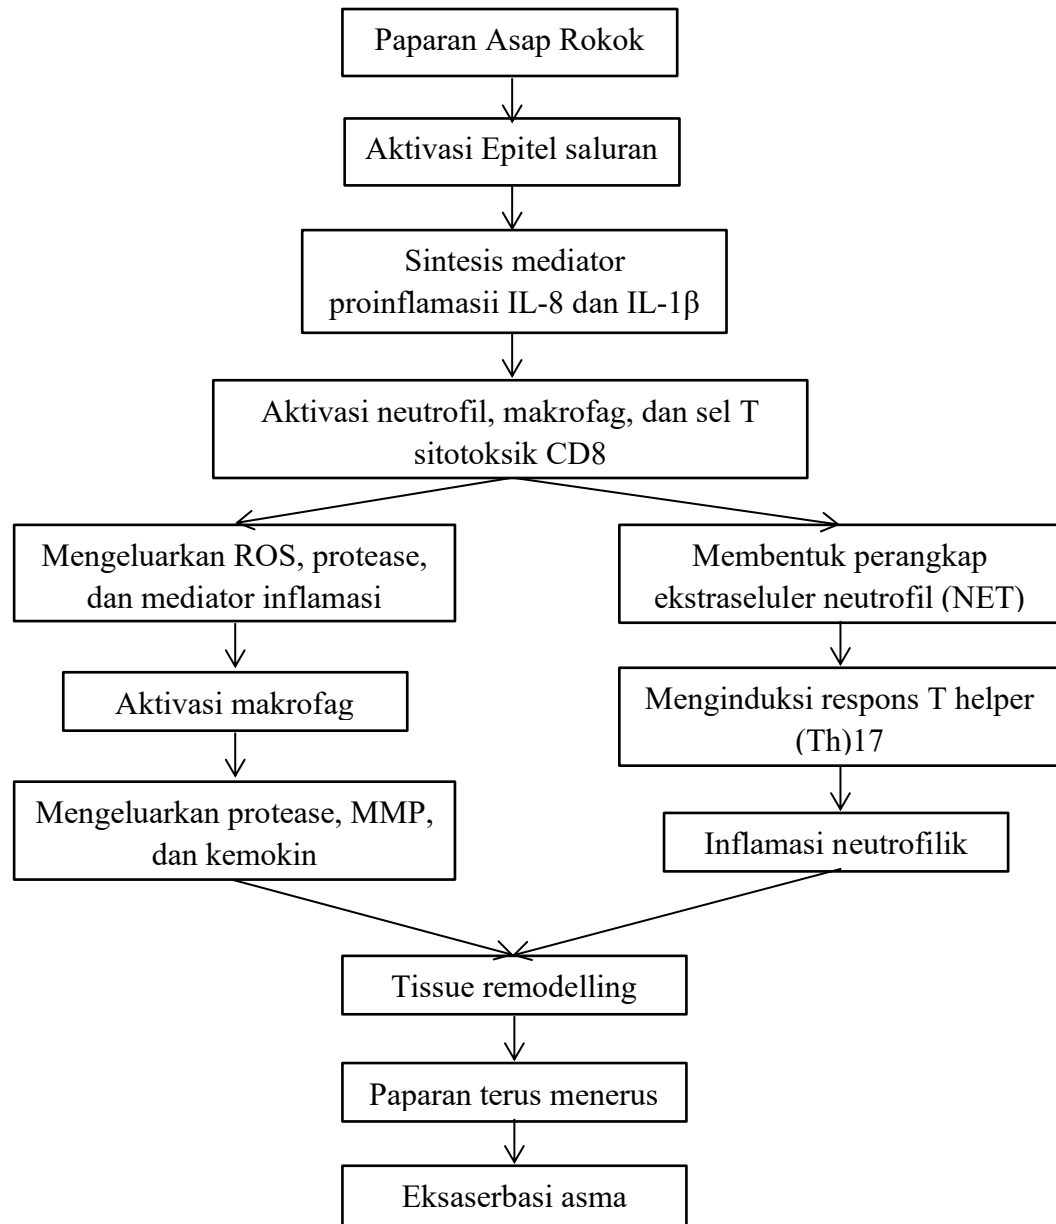 Paparan Asap Rokok
Aktivasi Epitel saluran
Sintesis mediator
proinflamasii IL-8 dan IL-1β
Aktivasi neutrofil, makrofag, dan sel T
sitotoksik CD8
Mengeluarkan ROS, protease,
dan mediator inflamasi
Aktivasi makrofag
Mengeluarkan protease, MMP,
dan kemokin
Membentuk perangkap
ekstraseluler neutrofil (NET)
Menginduksi respons T helper
(Th)17
Inflamasi neutrofilik
Tissue remodelling
Paparan terus menerus
Eksaserbasi asma